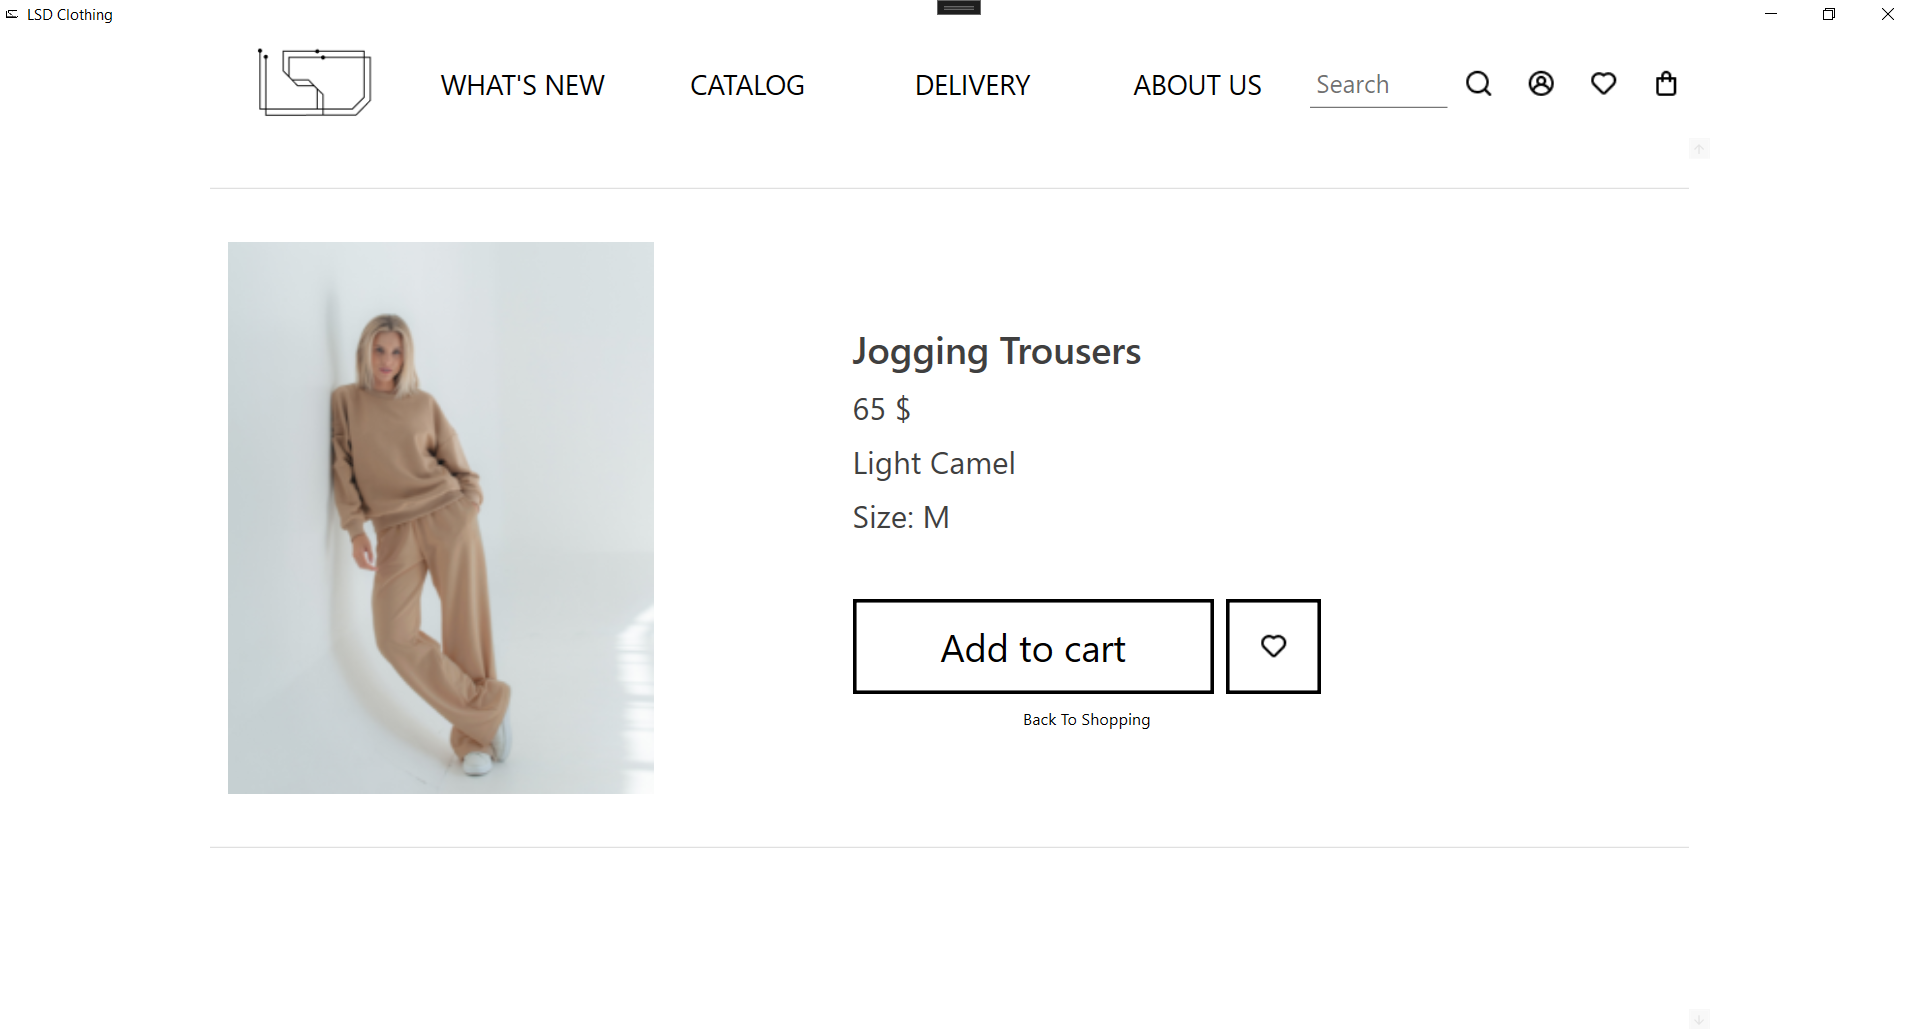 LSD Clothing
WHAT'S NEW
CATALOG
DELIVERY
ABOUT US
Search
Jogging Trousers
65 $
Light Camel
Size: M
Add to cart
Back To Shopping